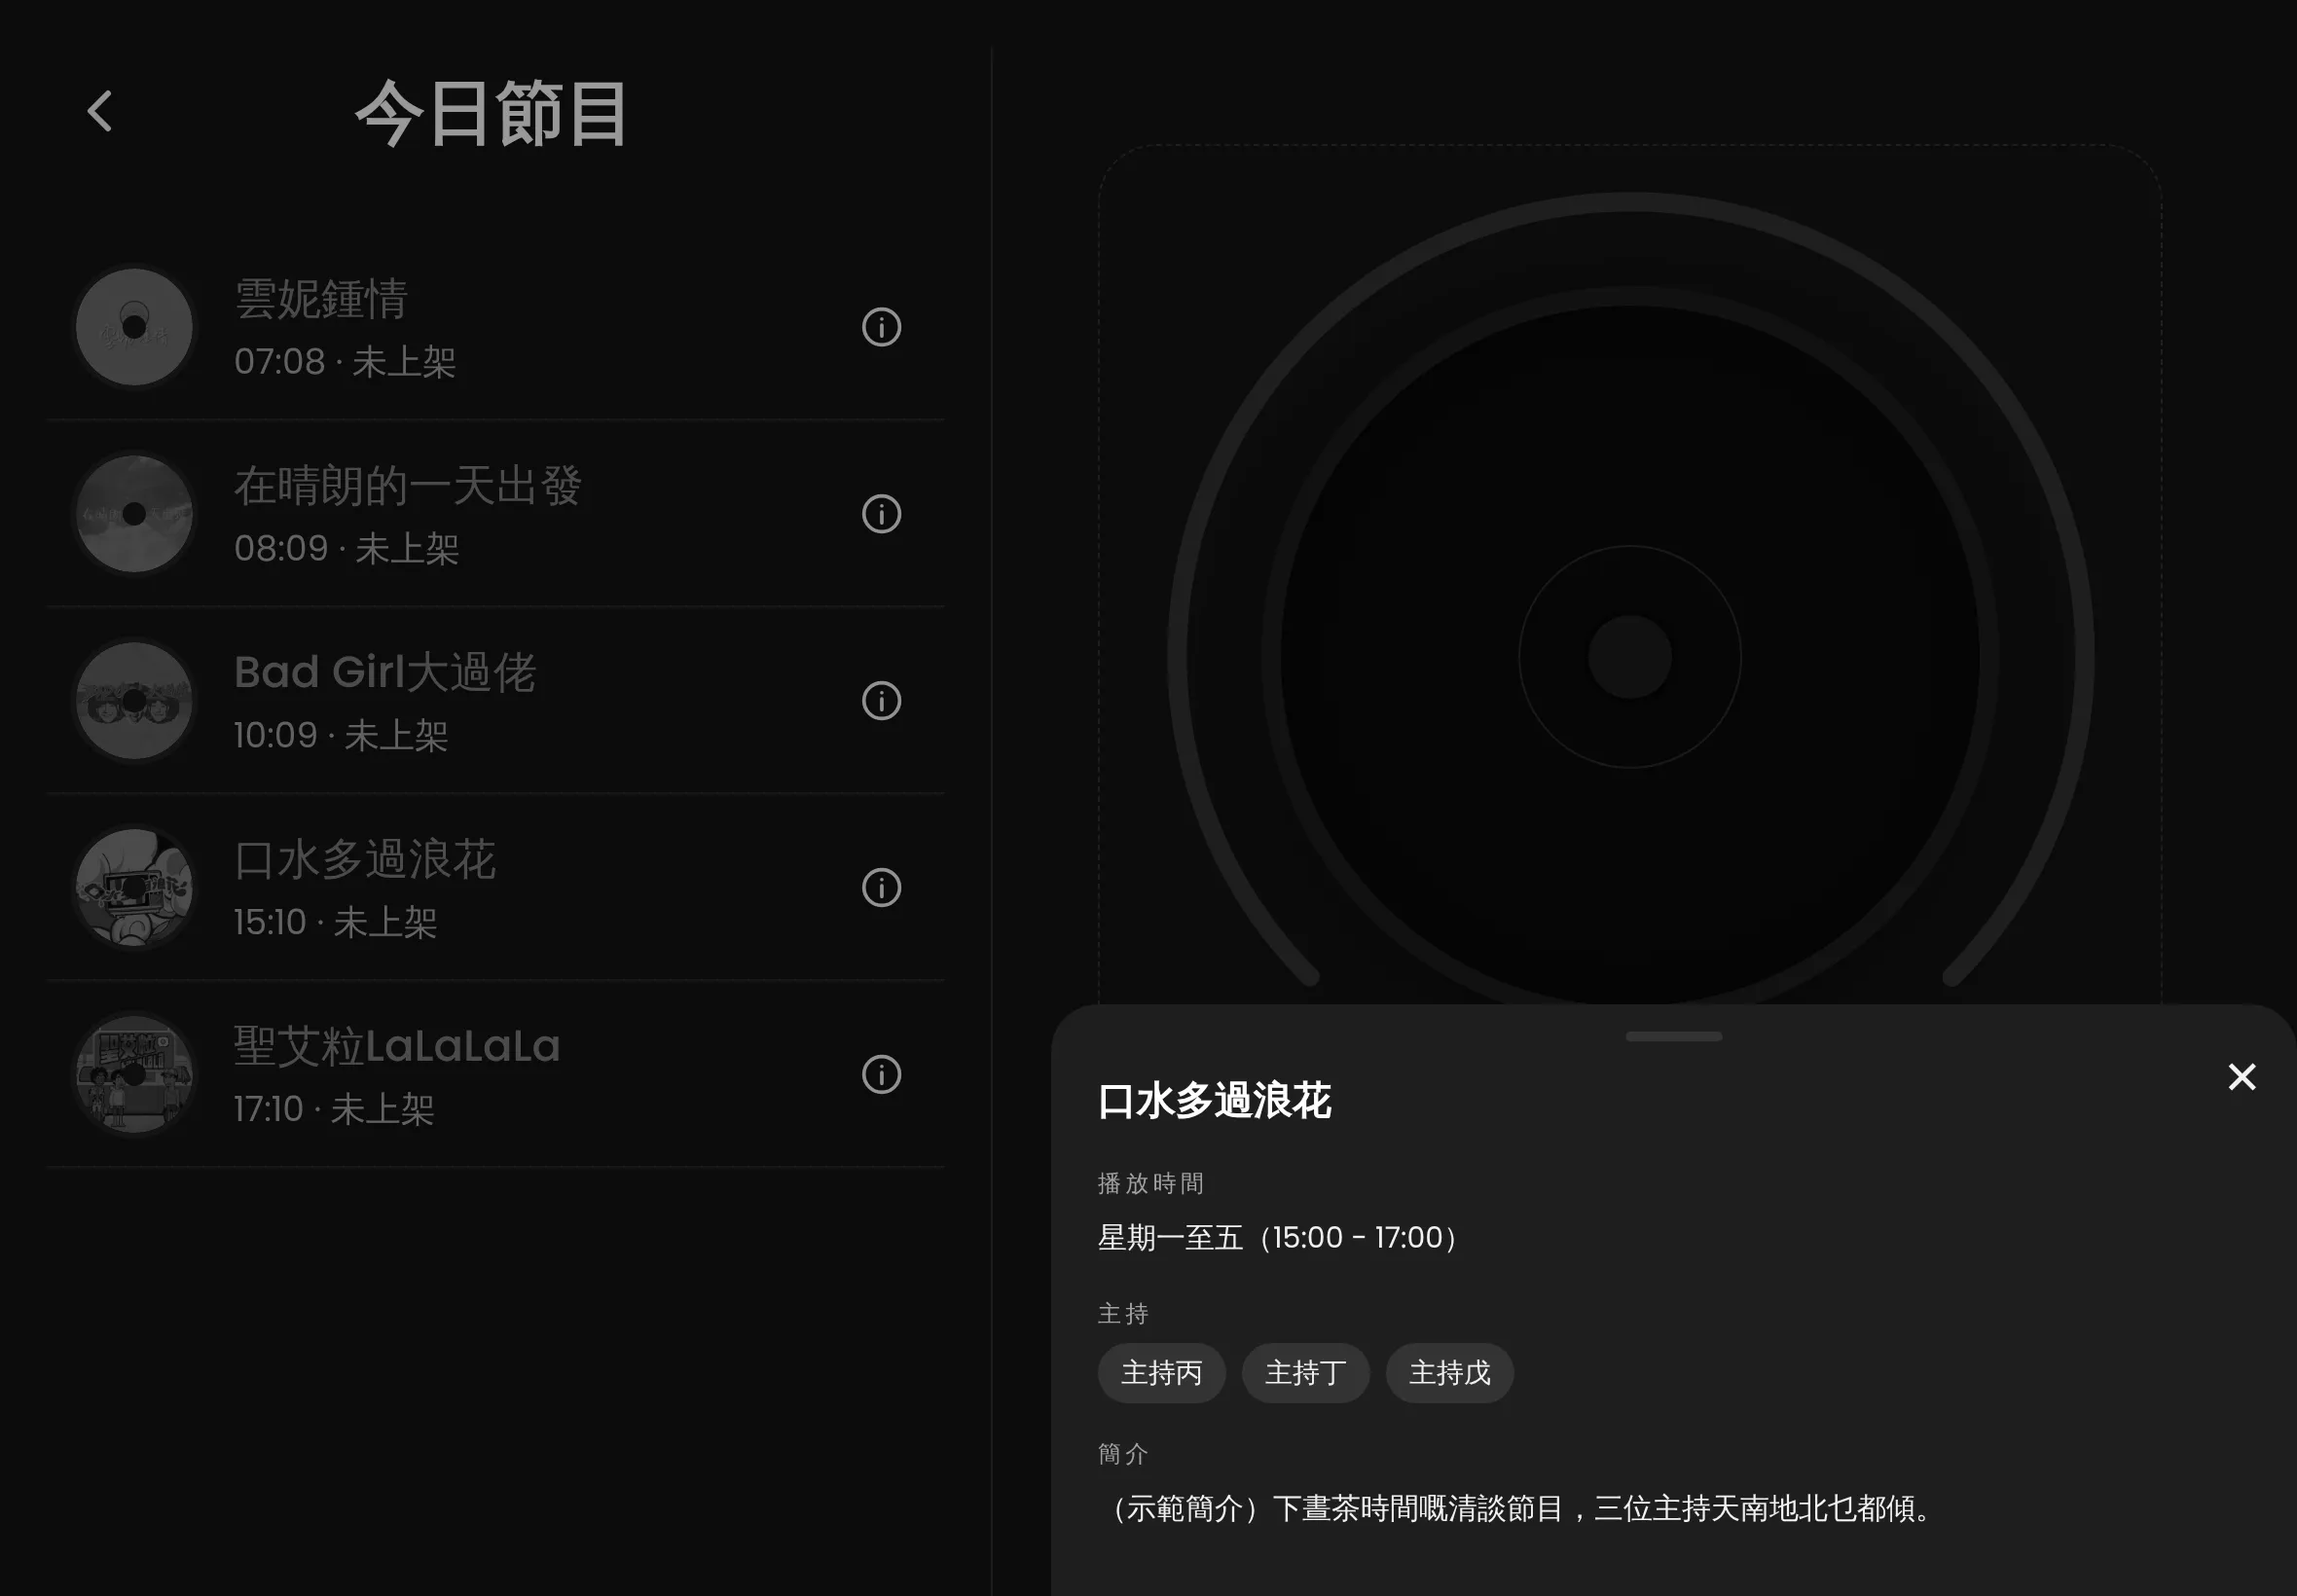 今日節目
雲妮鍾情
07:08 · 未上架
在晴朗的一天出發
08:09 · 未上架
Bad Girl大過佬
10:09 · 未上架
口水多過浪花
15:10 · 未上架
聖艾粒LaLaLaLa
17:10 · 未上架
口水多過浪花
播放時間
星期一至五（15:00 - 17:00）
主持
主持丙 主持丁 主持戊
簡介
（示範簡介）下晝茶時間嘅清談節目，三位主持天南地北乜都傾。